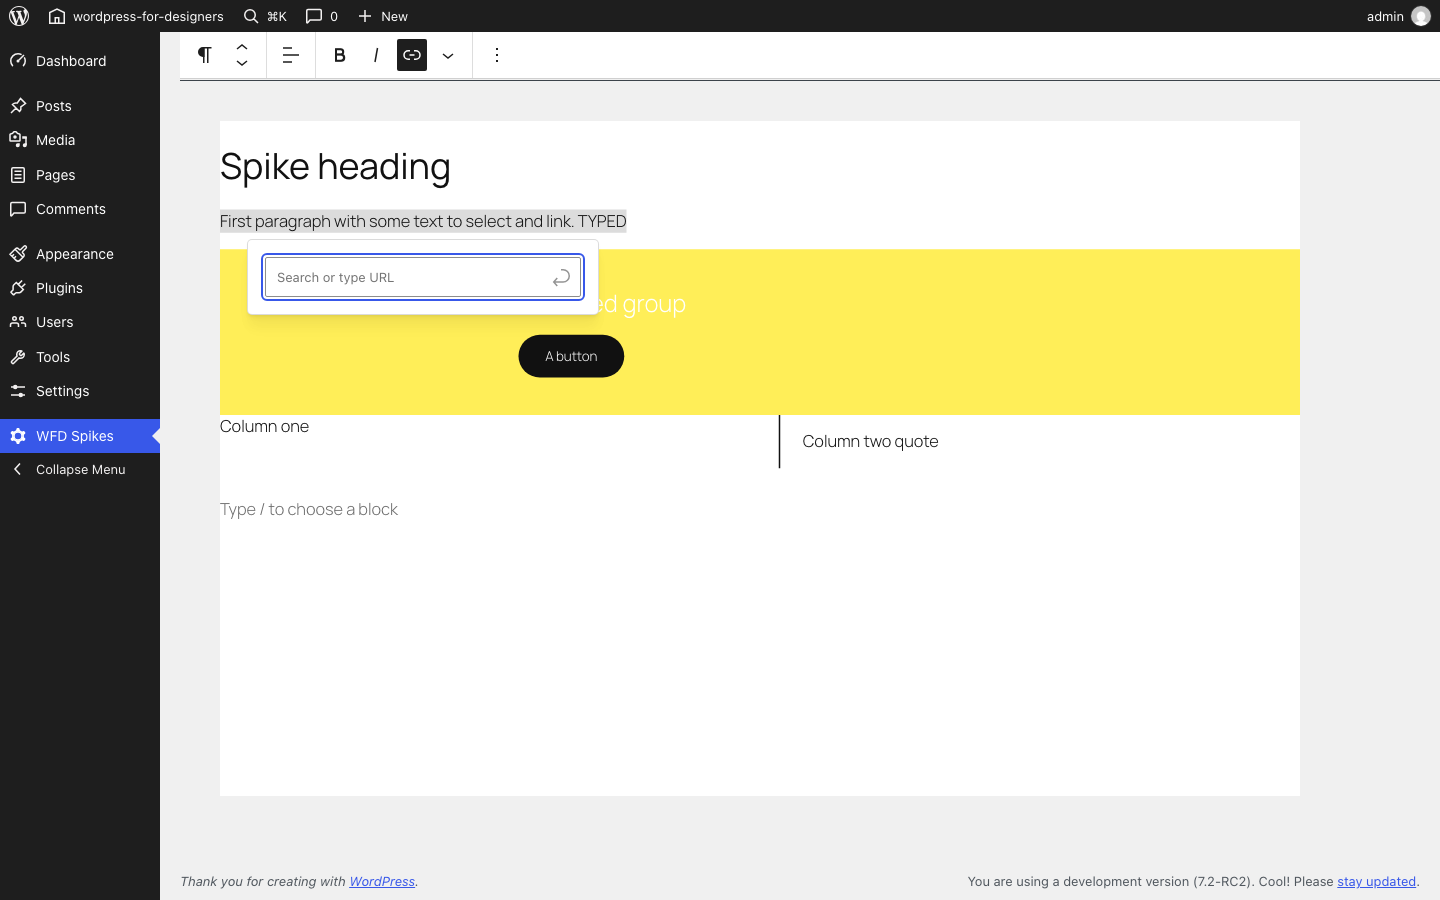 wordpress-for-designers
⌘K
0
New
admin
Dashboard
Posts
Media
Pages
Comments
Appearance
Plugins
Users
Tools
Settings
WFD Spikes
Collapse Menu
B I
Spike heading
First paragraph with some text to select and link. TYPED
Search or type URL
group
A button
Column one
Column two quote
Type / to choose a block
Thank you for creating with WordPress.
You are using a development version (7.2-RC2). Cool! Please stay updated.